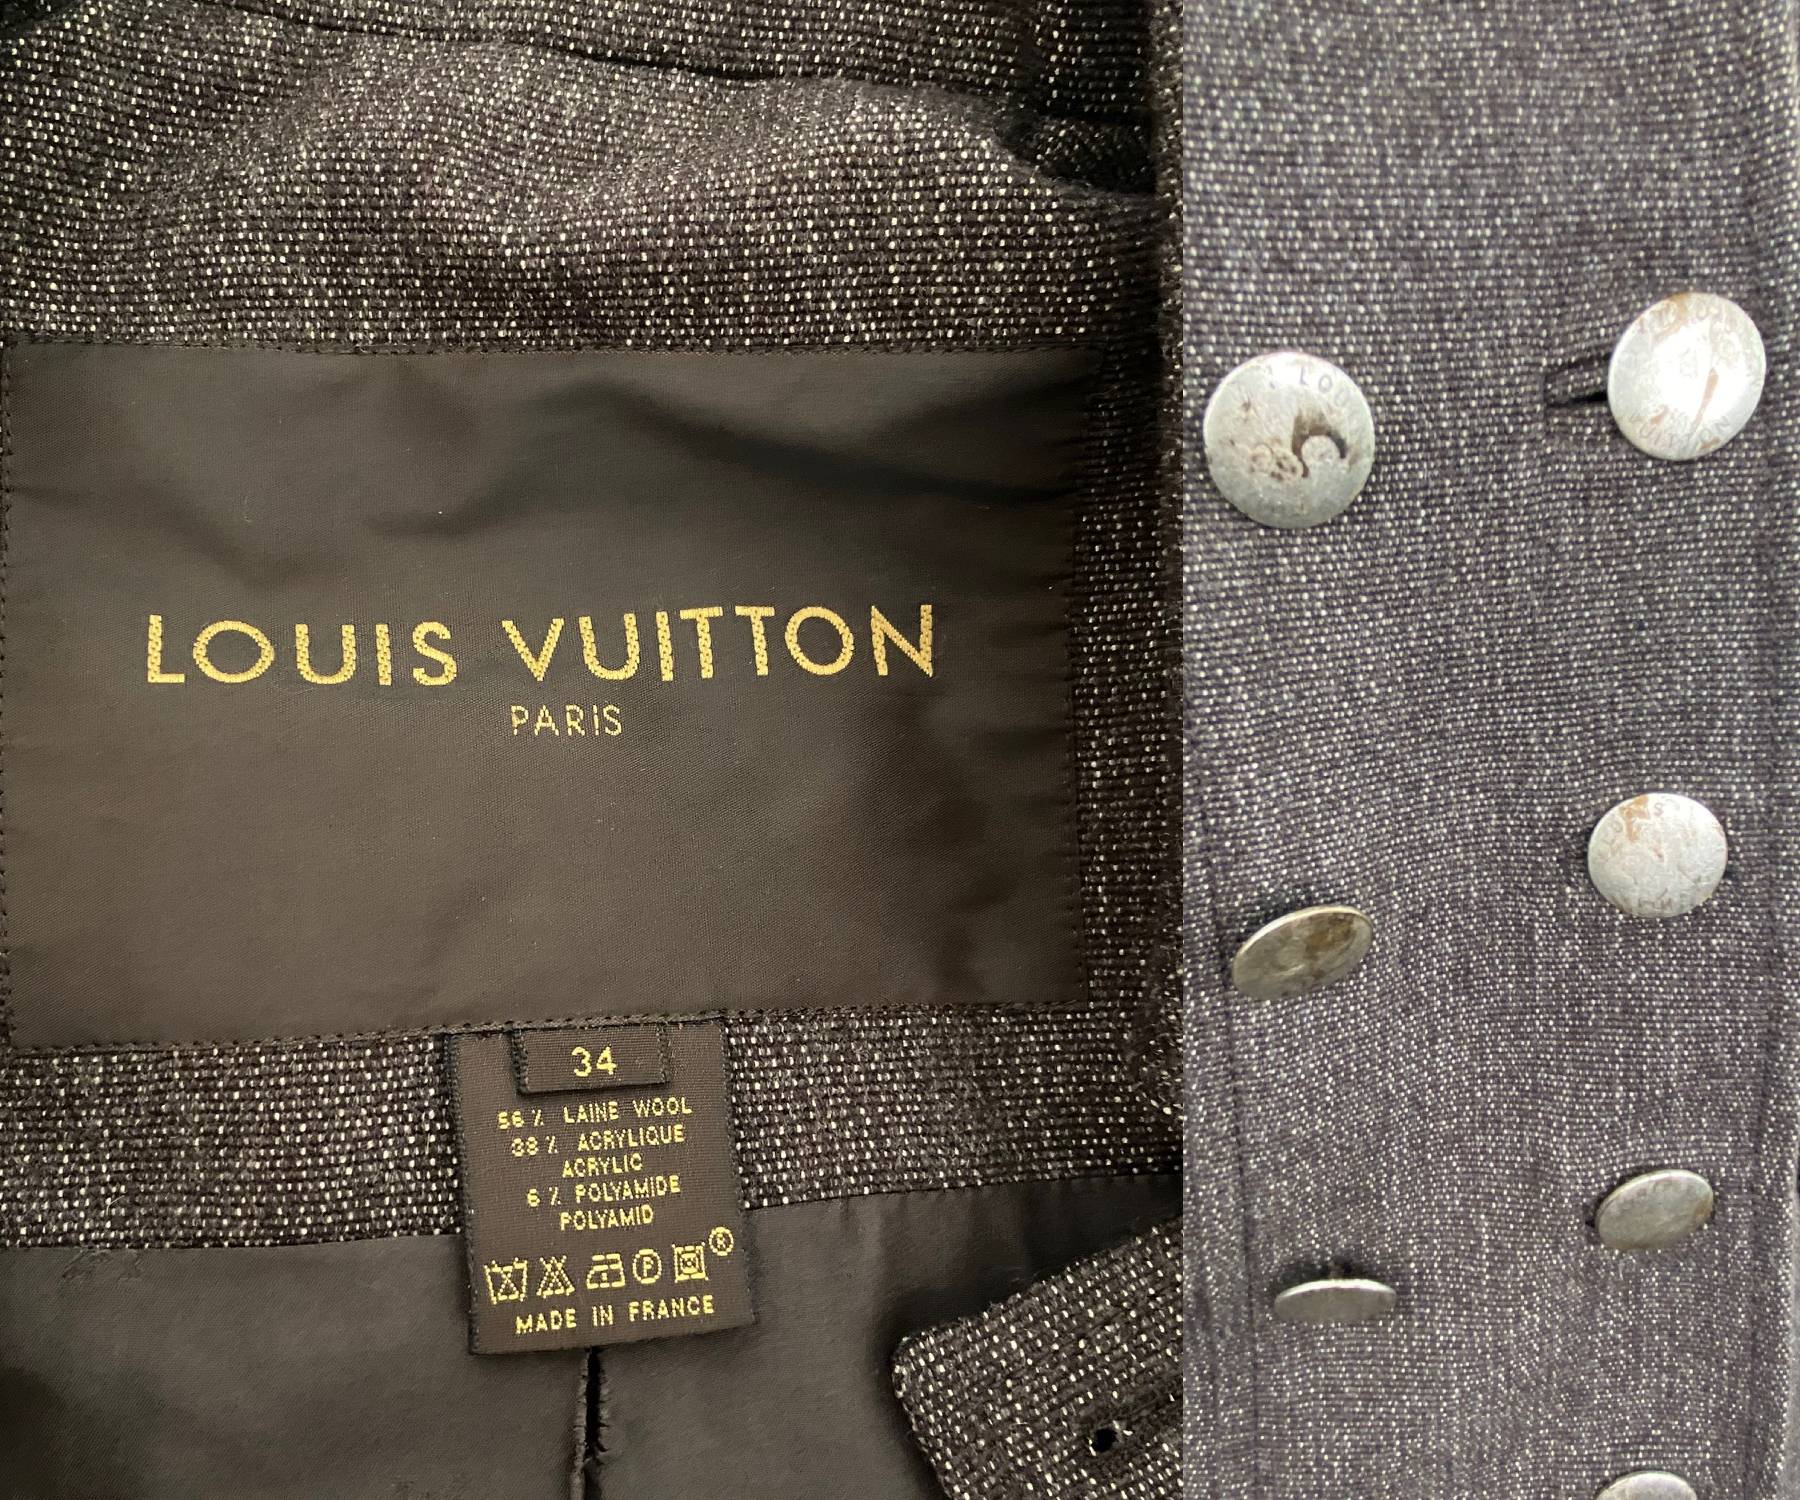 LOUIS VUITTON
PARIS
34
56 % LAINE WOOL
38 % ACRYLIQUE
ACRYLIC
6 % POLYAMIDE
POLYAMID
P
®
MADE IN FRANCE